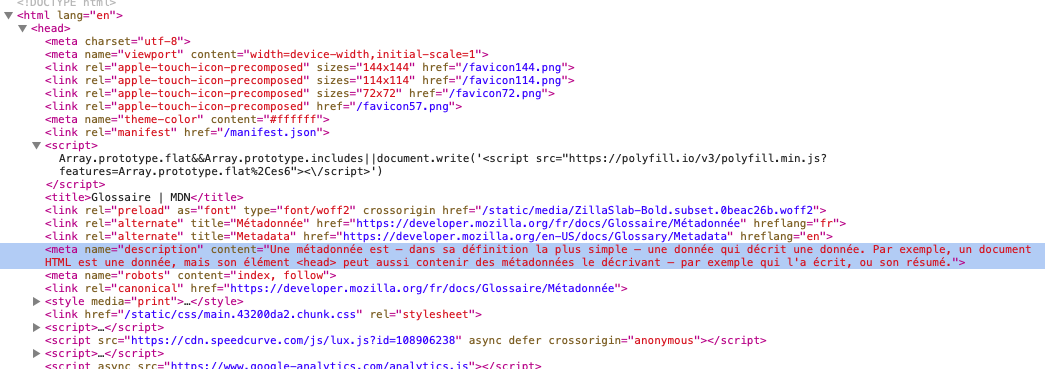 <!DOCTYPE html>
<html lang="en">
<head>
<meta charset="utf-8">
<meta name="viewport" content="width=device-width,initial-scale=1">
<link rel="apple-touch-icon-precomposed" sizes="144x144" href="/favicon144.png">
<link rel="apple-touch-icon-precomposed" sizes="114x114" href="/favicon114.png">
<link rel="apple-touch-icon-precomposed" sizes="72x72" href="/favicon72.png">
<link rel="apple-touch-icon-precomposed" href="/favicon57.png">
<meta name="theme-color" content="#ffffff">
<link rel="manifest" href="/manifest.json">
<script>
Array.prototype.flat&&Array.prototype.includes||document.write('<script src="https://polyfill.io/v3/polyfill.min.js?
features=Array.prototype.flat%2Ces6"><\/script>')
</script>
<title>Glossaire | MDN</title>
<link rel="preload" as="font" type="font/woff2" crossorigin href="/static/media/ZillaSlab-Bold.subset.0beac26b.woff2">
<link rel="alternate" title="Métadonnée" href="https://developer.mozilla.org/fr/docs/Glossaire/Métadonnée" hreflang="fr">
<link rel="alternate" title="Metadata" href="https://developer.mozilla.org/en-US/docs/Glossary/Metadata" hreflang="en">
<meta name="description" content="Une métadonnée est — dans sa définition la plus simple — une donnée qui décrit une donnée. Par exemple, un document
HTML est une donnée, mais son élément <head> peut aussi contenir des métadonnées le décrivant — par exemple qui l'a écrit, ou son résumé.">
<meta name="robots" content="index, follow">
<link rel="canonical" href="https://developer.mozilla.org/fr/docs/Glossaire/Métadonnée">
<style media="print">…</style>
<link href="/static/css/main.43200da2.chunk.css" rel="stylesheet">
<script>…</script>
<script src="https://cdn.speedcurve.com/js/lux.js?id=108906238" async defer crossorigin="anonymous"></script>
<script>…</script>
<script async src="https://www.google-analytics.com/analytics.js"></script>